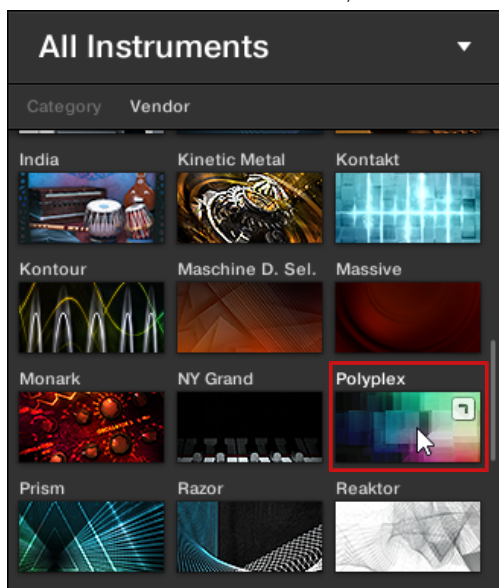 All Instruments
Category Vendor
India Kinetic Metal Kontakt
Kontour Maschine D. Sel. Massive
Monark NY Grand Polyplex
Prism Razor Reaktor